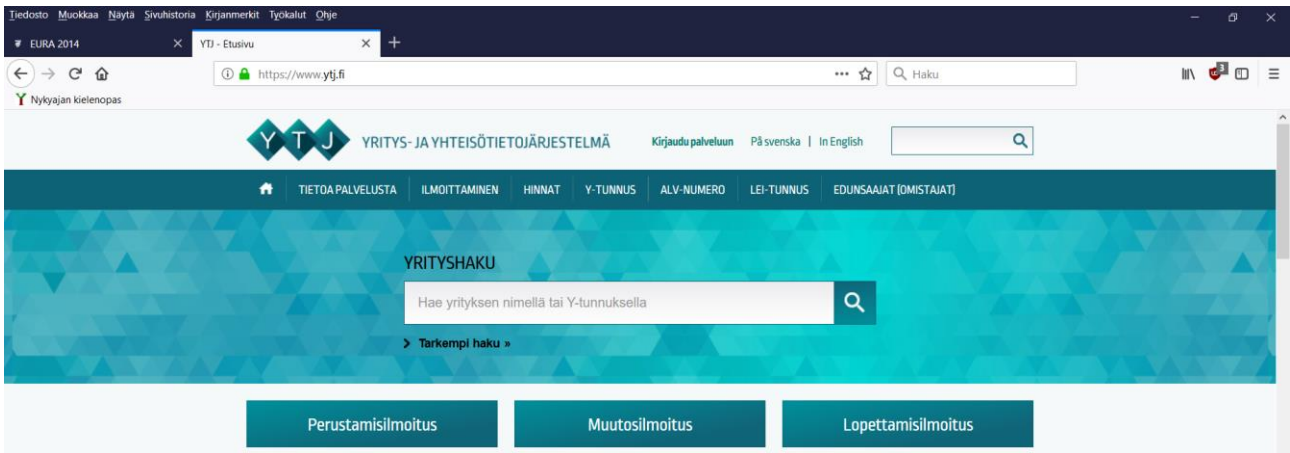 Tiedosto Muokkaa Näytä Sivuhistoria Kirjanmerkit Työkalut Ohje
EURA 2014
YTJ - Etusivu
https://www.ytj.fi
Haku
3
Nykyajan kielenopas
YTJ YRITYS- JA YHTEISÖTIETOJÄRJESTELMÄ Kirjaudu palveluun På svenska | In English
TIETOA PALVELUSTA ILMOITTAMINEN HINNAT Y-TUNNUS ALV-NUMERO LEI-TUNNUS EDUNSAAJAT (OMISTAJAT)
YRITYSHAKU
Hae yrityksen nimellä tai Y-tunnuksella
Tarkempi haku »
Perustamisilmoitus Muutosilmoitus Lopettamisilmoitus